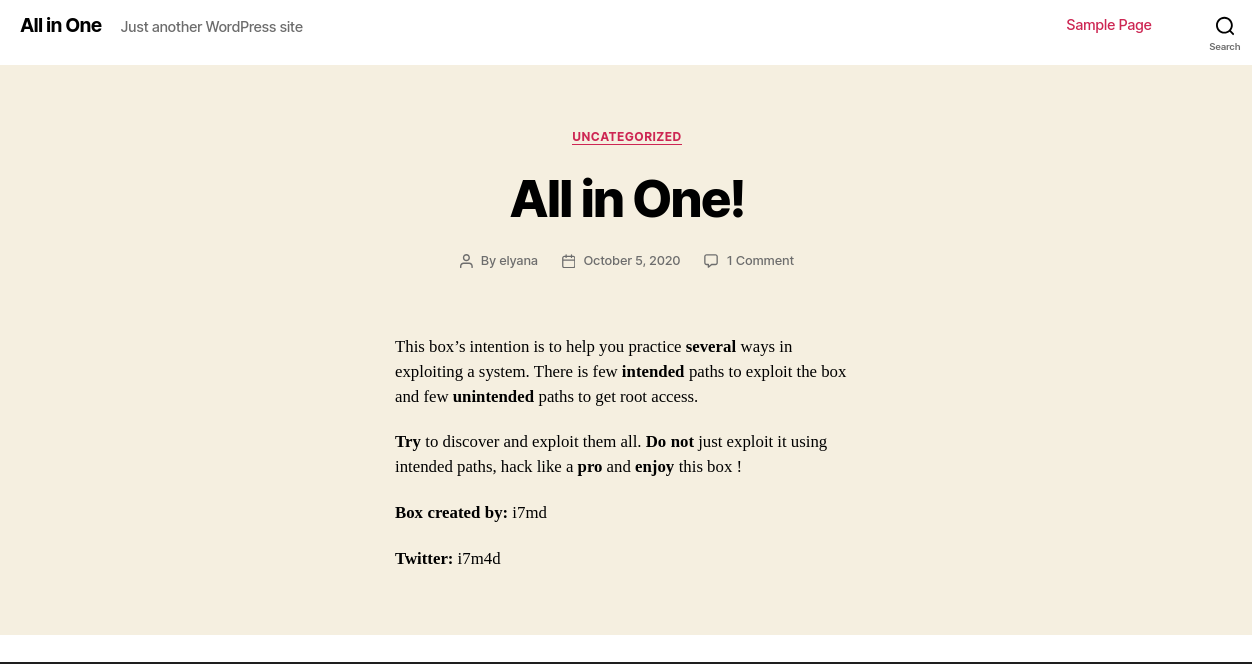 All in One Just another WordPress site Sample Page
Search
UNCATEGORIZED
All in One!
By elyana October 5, 2020 1 Comment
This box’s intention is to help you practice several ways in
exploiting a system. There is few intended paths to exploit the box
and few unintended paths to get root access.
Try to discover and exploit them all. Do not just exploit it using
intended paths, hack like a pro and enjoy this box !
Box created by: i7md
Twitter: i7m4d